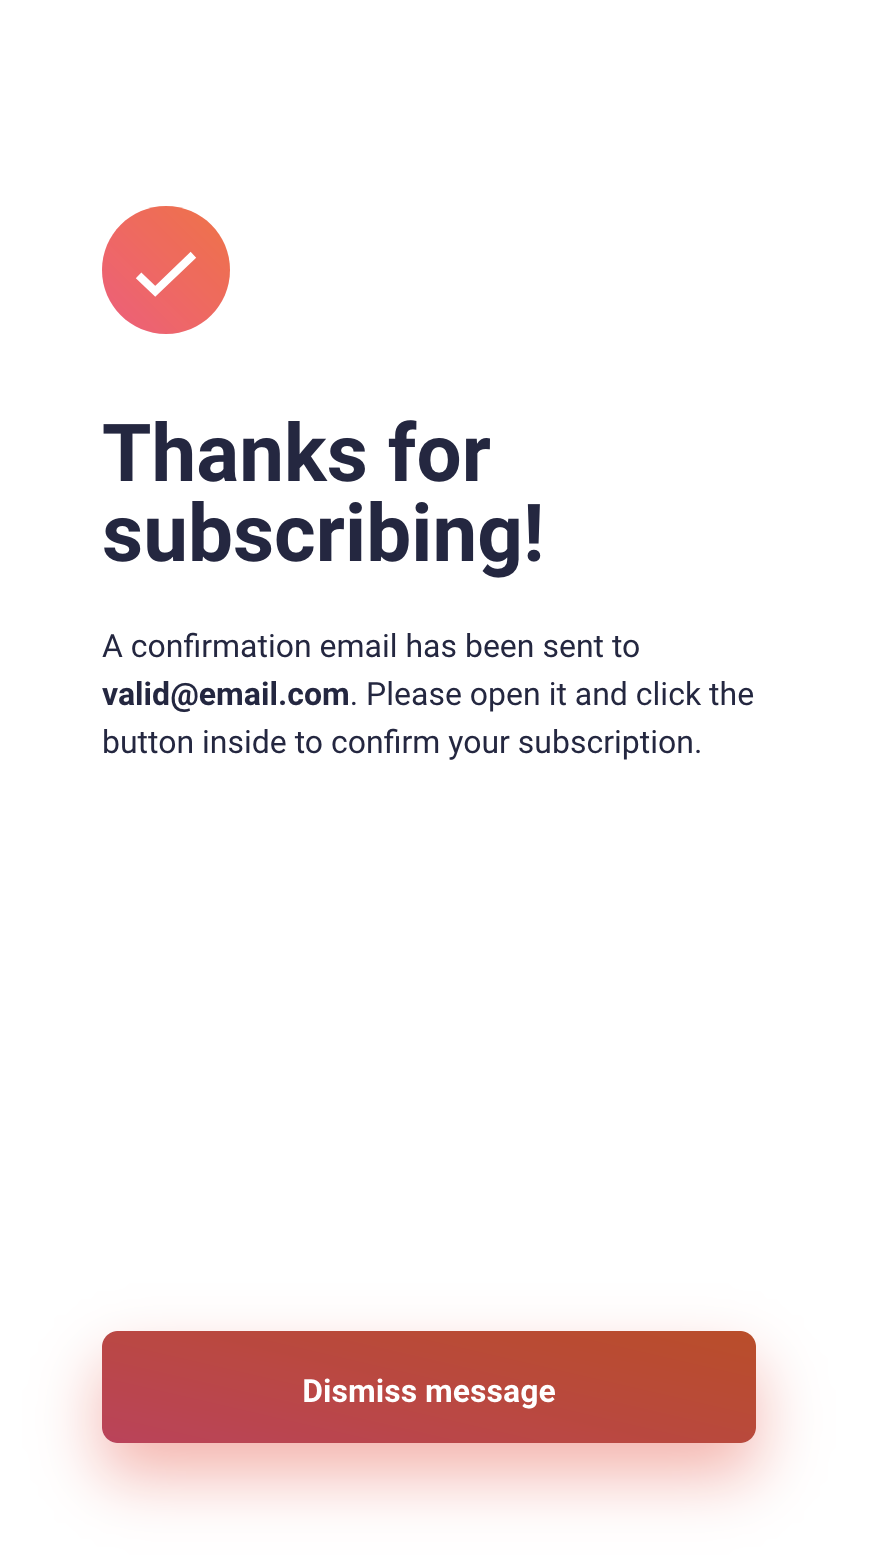 Thanks for
subscribing!
A confirmation email has been sent to
valid@email.com. Please open it and click the
button inside to confirm your subscription.
Dismiss message